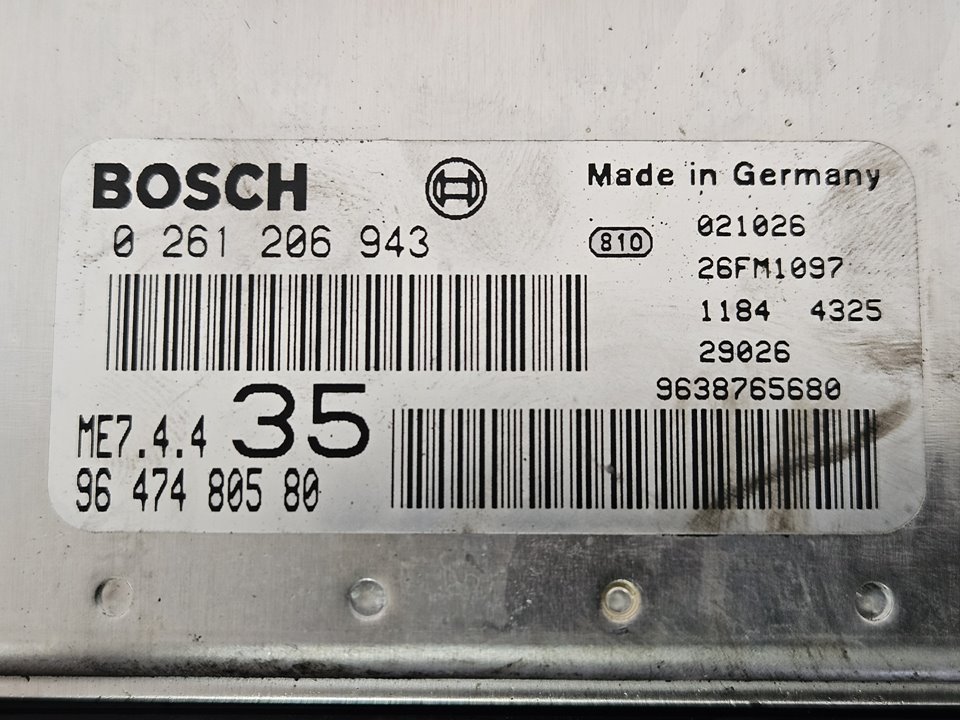 BOSCH
Made in Germany
0 261 206 943
810
021026
26FM1097
1184 4325
29026
9638765680
ME7.4.4 35
96 474 805 80